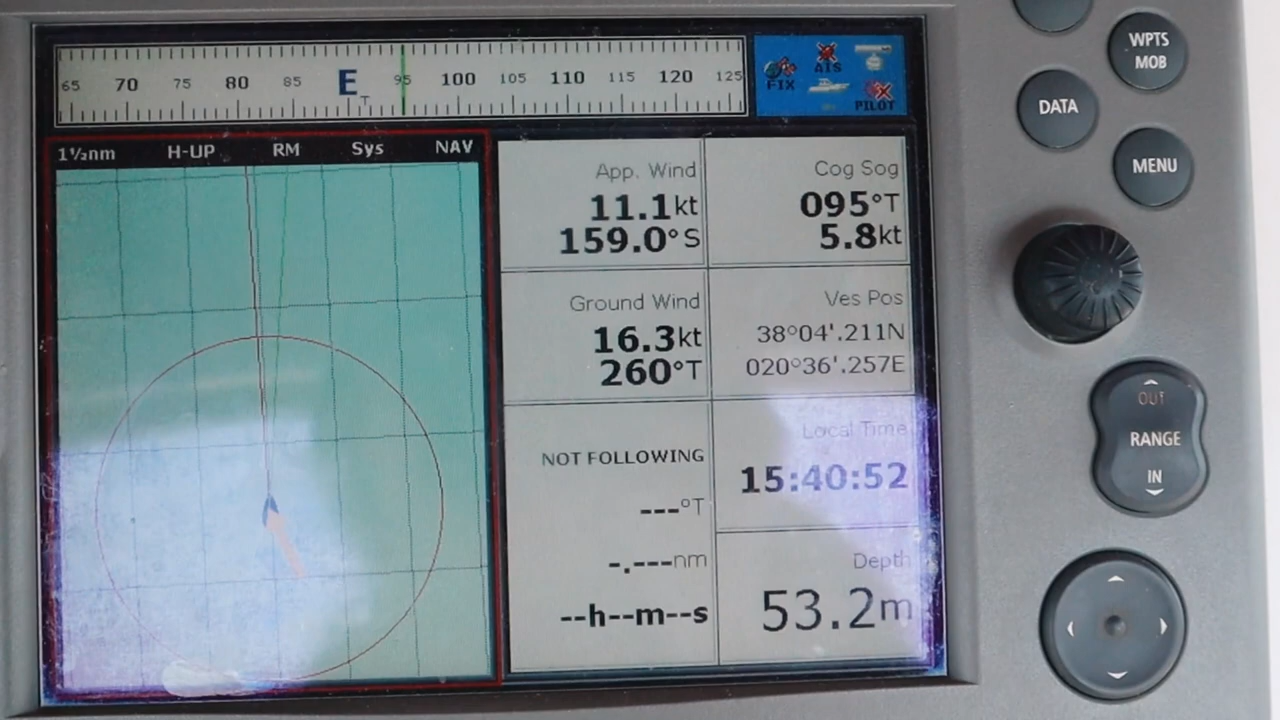 65 70 75 80 85 E T 95 100 105 110 115 120 125
FIX AIS
PILOT
1½nm H-UP RM Sys NAV
App. Wind
11.1kt
159.0°S
Cog Sog
095°T
5.8kt
Ground Wind
16.3kt
260°T
Ves Pos
38°04'.211N
020°36'.257E
NOT FOLLOWING
---°T
-.---nm
--h--m--s
Local Time
15:40:52
Depth
53.2m
WPTS
MOB
DATA
MENU
OUT
RANGE
IN